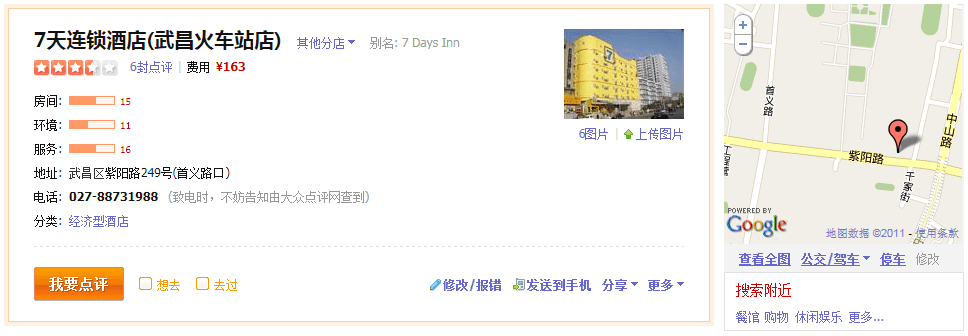 7天连锁酒店(武昌火车站店) 其他分店 别名: 7 Days Inn
6封点评 | 费用 ¥163
房间: 15
环境: 11
服务: 16
地址: 武昌区紫阳路249号(首义路口)
电话: 027-88731988 (致电时，不妨告知由大众点评网查到)
分类: 经济型酒店
7
6图片 | 上传图片
我要点评 想去 去过
修改/报错 发送到手机 分享 更多
+
−
首义路
中山路
紫阳路
千家街
工程营
POWERED BY
Google
地图数据 ©2011 - 使用条款
查看全图 公交/驾车 停车 修改
搜索附近
餐馆 购物 休闲娱乐 更多...